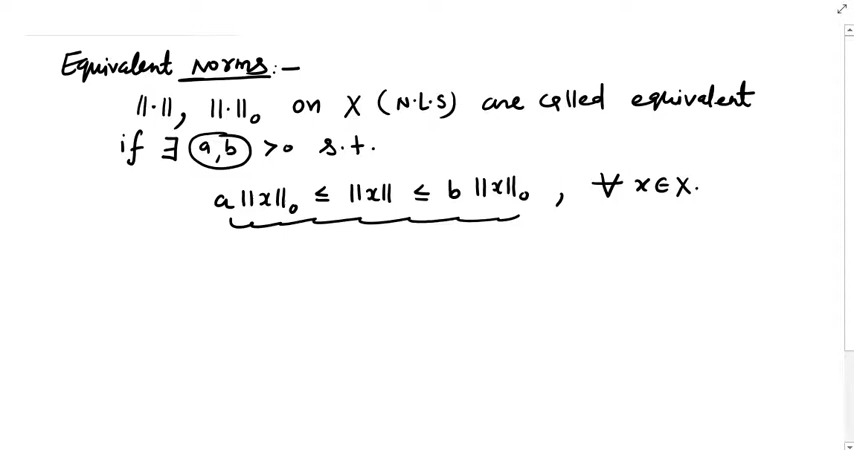 Equivalent Norms:-
||·||, ||·||₀ on X (N.L.S) are called equivalent
if ∃ a,b >0 s.t.
a ||x||₀ ≤ ||x|| ≤ b ||x||₀ , ∀ x ∈ X.